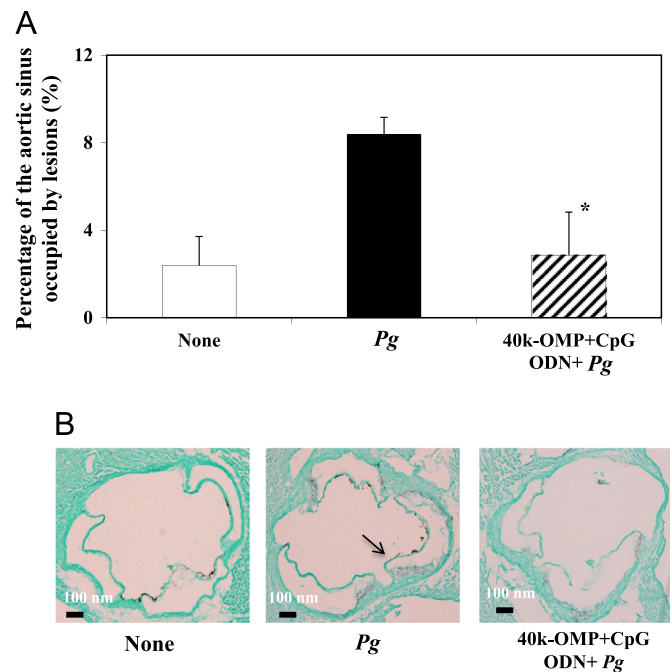 A
Percentage of the aortic sinus
occupied by lesions (%)
12
8
4
0
None
Pg
40k-OMP+CpG
ODN+ Pg
*
B
100 nm
100 nm
100 nm
None
Pg
40k-OMP+CpG
ODN+ Pg